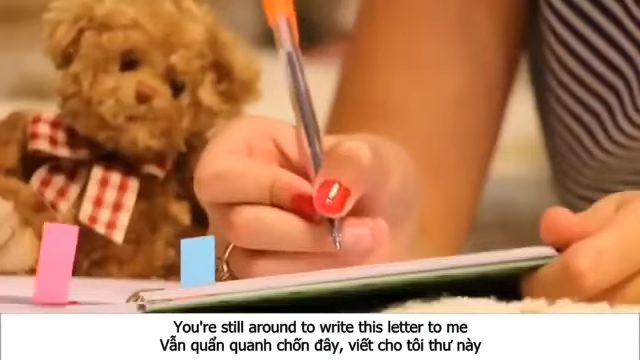 You're still around to write this letter to me
Vẫn quẩn quanh chốn đây, viết cho tôi thư này